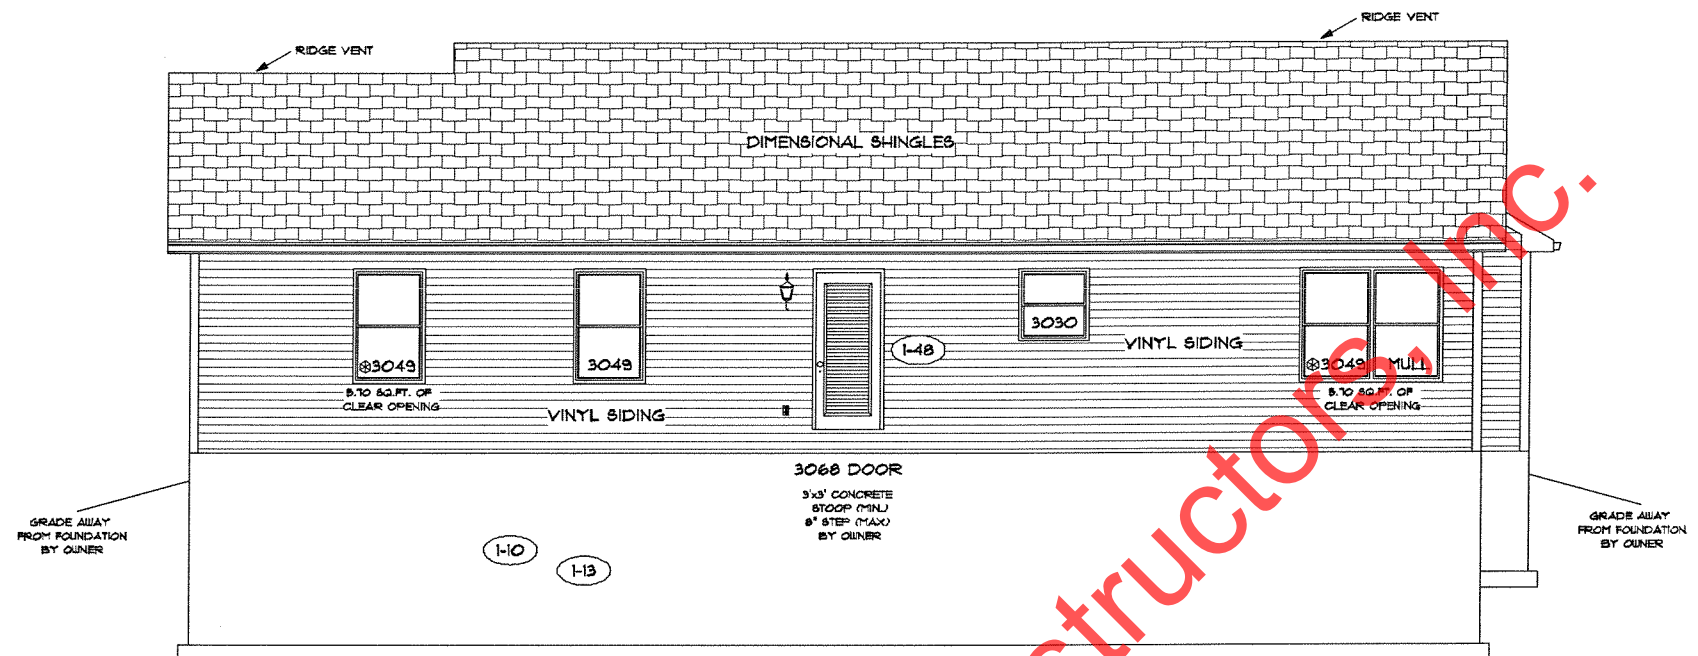 RIDGE VENT
RIDGE VENT
DIMENSIONAL SHINGLES
3049
3049
1-48
3030
VINYL SIDING
3049 MULL
5.70 SQ.FT. OF
CLEAR OPENING
VINYL SIDING
5.70 SQ.FT. OF
CLEAR OPENING
3068 DOOR
3'x3' CONCRETE
STOOP (MIN.)
8" STEP (MAX)
BY OWNER
GRADE AWAY
FROM FOUNDATION
BY OWNER
GRADE AWAY
FROM FOUNDATION
BY OWNER
1-10
1-13
structors, Inc.